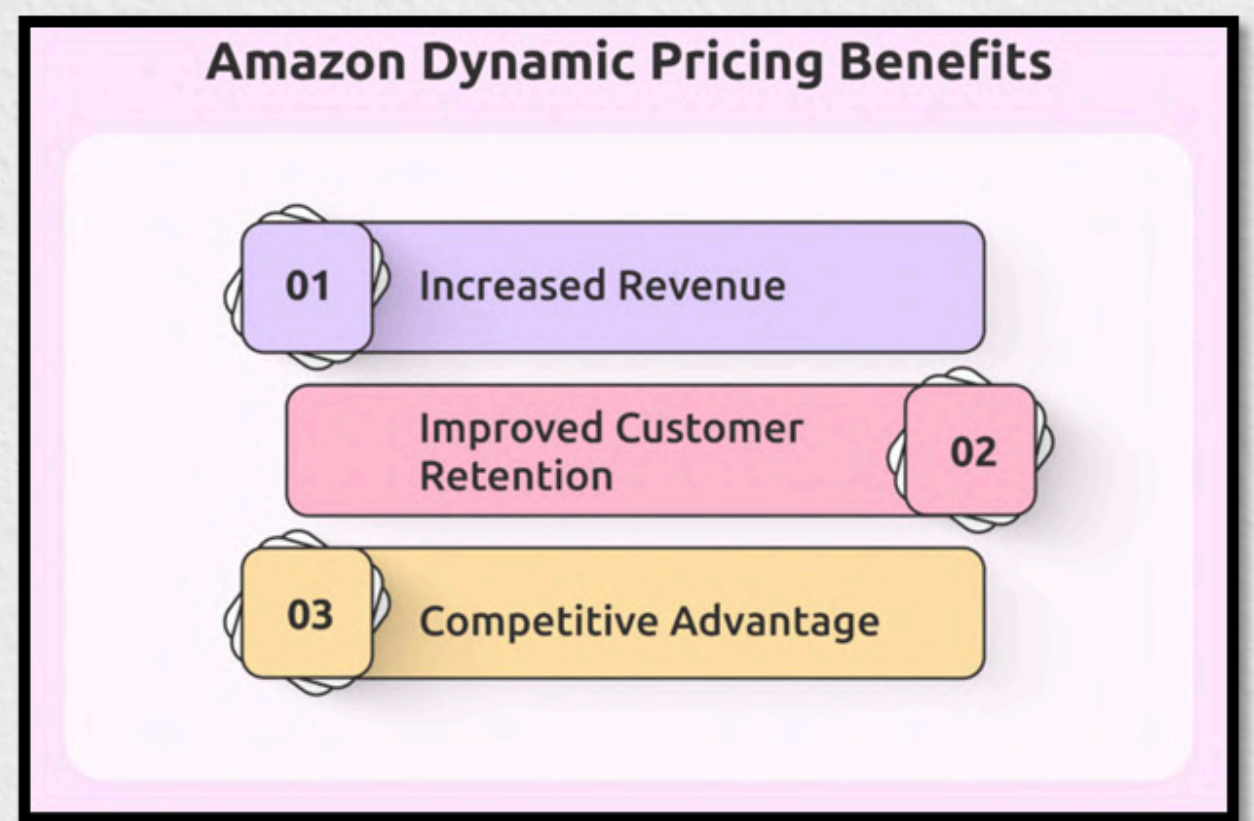 Amazon Dynamic Pricing Benefits
01
Increased Revenue
Improved Customer
Retention
02
03
Competitive Advantage